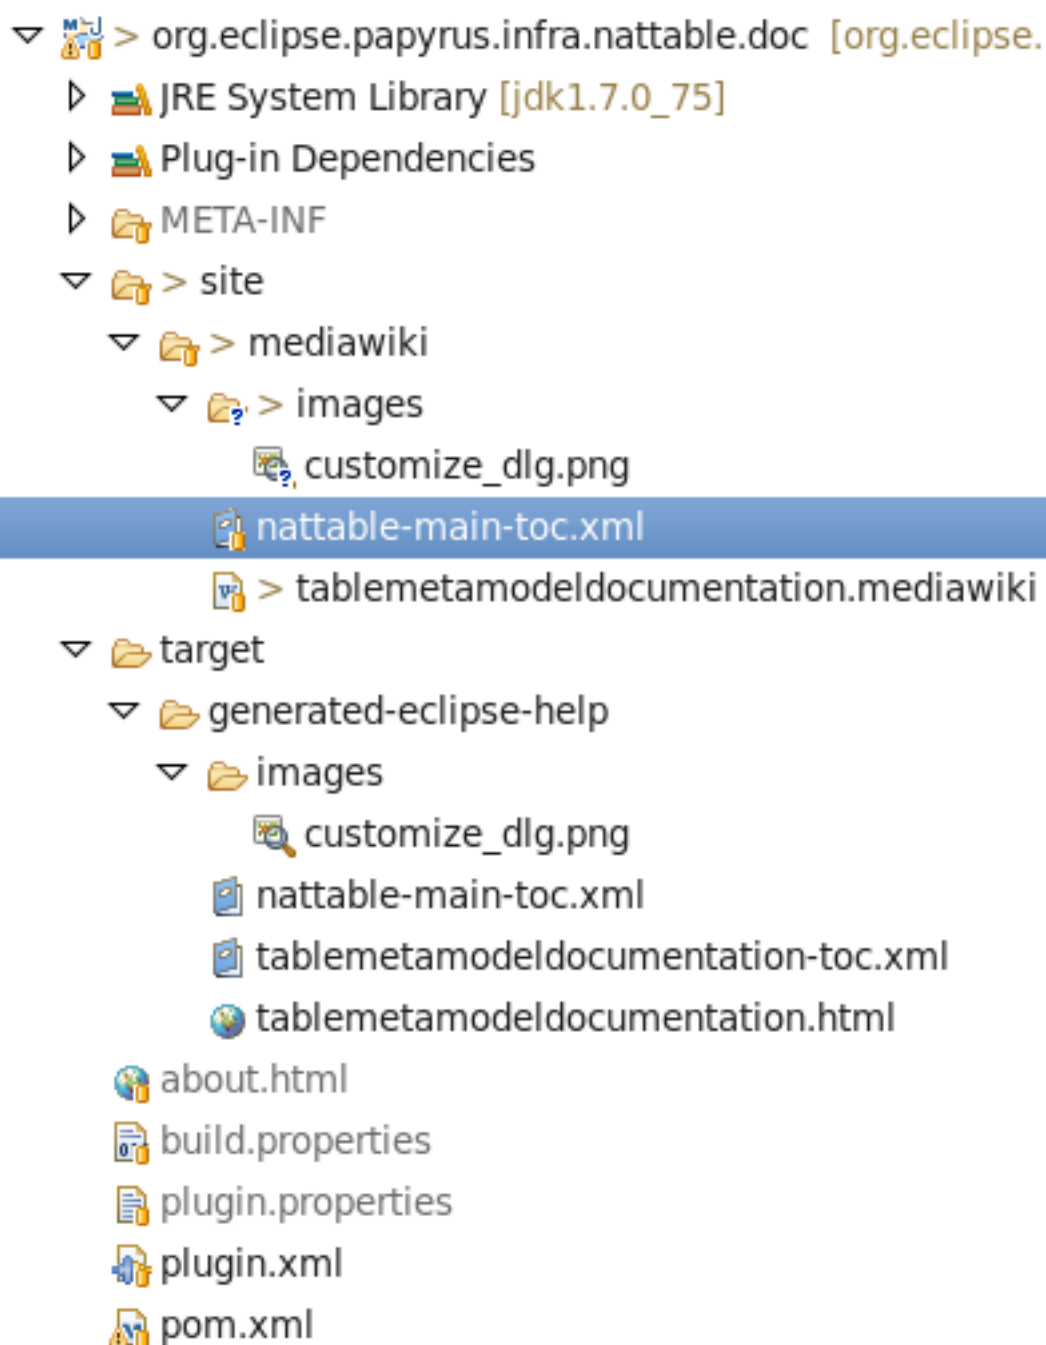 > org.eclipse.papyrus.infra.nattable.doc [org.eclipse.
JRE System Library [jdk1.7.0_75]
Plug-in Dependencies
META-INF
> site
> mediawiki
> images
customize_dlg.png
nattable-main-toc.xml
> tablemetamodeldocumentation.mediawiki
target
generated-eclipse-help
images
customize_dlg.png
nattable-main-toc.xml
tablemetamodeldocumentation-toc.xml
tablemetamodeldocumentation.html
about.html
build.properties
plugin.properties
plugin.xml
pom.xml